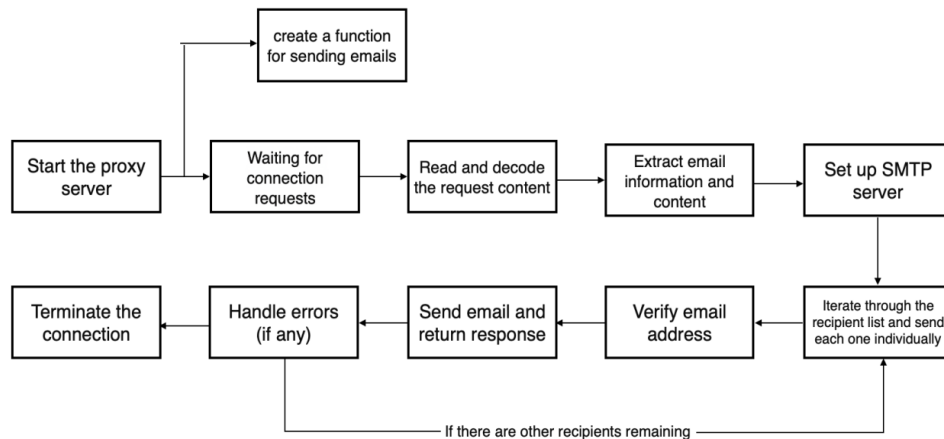 create a function
for sending emails
Start the proxy
server
Waiting for
connection
requests
Read and decode
the request content
Extract email
information and
content
Set up SMTP
server
Terminate the
connection
Handle errors
(if any)
Send email and
return response
Verify email
address
Iterate through the
recipient list and send
each one individually
If there are other recipients remaining